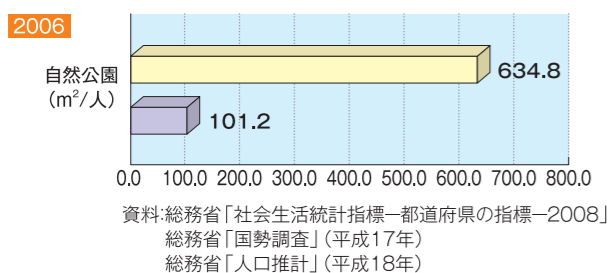 2006
自然公園
(m²/人)
634.8
101.2
0.0 100.0 200.0 300.0 400.0 500.0 600.0 700.0 800.0
資料:総務省「社会生活統計指標―都道府県の指標―2008」
総務省「国勢調査」(平成17年)
総務省「人口推計」(平成18年)